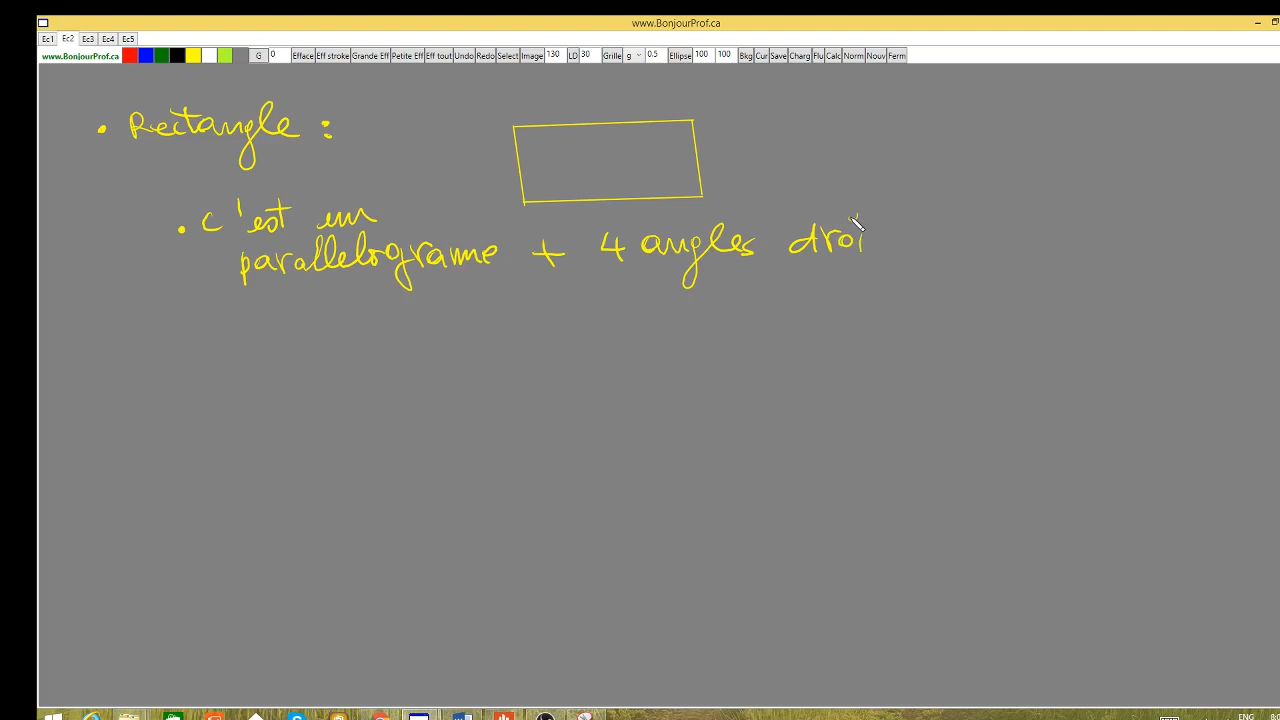 www.BonjourProf.ca
Ec1 Ec2 Ec3 Ec4 Ec5
www.BonjourProf.ca G 0 Efface Eff stroke Grande Eff Petite Eff Eff tout Undo Redo Select Image 130 LD 30 Grille g 0.5 Ellipse 100 100 Bkg Cur Save Charg Flu Calc Norm Nouv Ferm
• Rectangle :
• c'est un
parallelograme + 4 angles droi
ENG